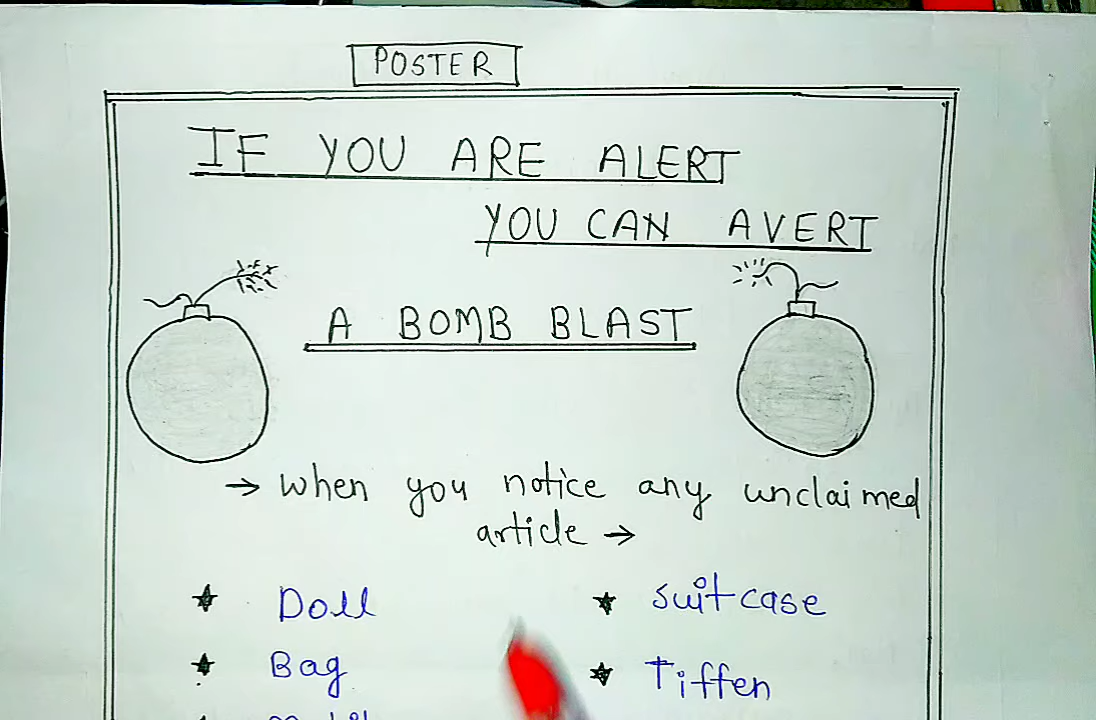 POSTER
IF YOU ARE ALERT
YOU CAN AVERT
A BOMB BLAST
→ When you notice any unclaimed
article →
★ Doll ★ Suitcase
★ Bag ★ Tiffen